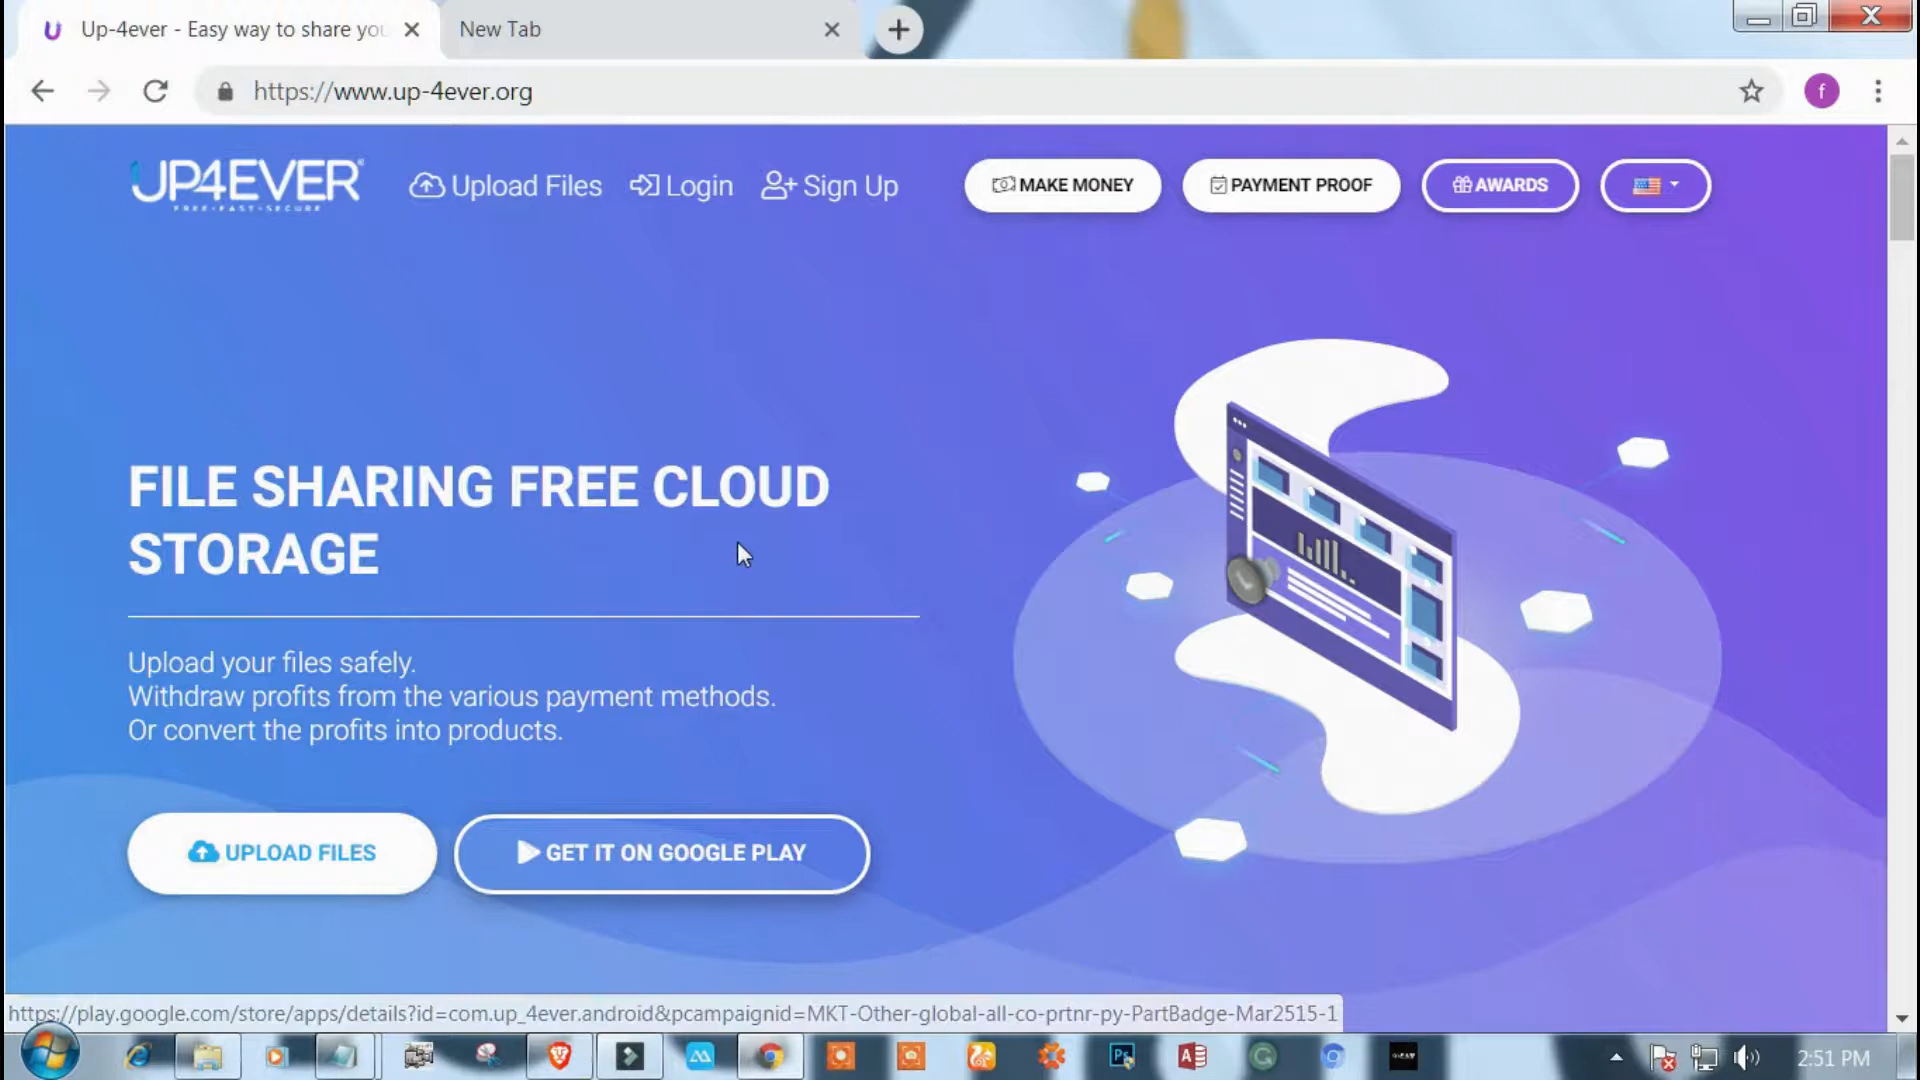 Up-4ever - Easy way to share you
New Tab
https://www.up-4ever.org
UP4EVER
FREE•FAST•SECURE
Upload Files
Login
Sign Up
MAKE MONEY
PAYMENT PROOF
AWARDS
f
FILE SHARING FREE CLOUD
STORAGE
Upload your files safely.
Withdraw profits from the various payment methods.
Or convert the profits into products.
UPLOAD FILES
GET IT ON GOOGLE PLAY
https://play.google.com/store/apps/details?id=com.up_4ever.android&pcampaignid=MKT-Other-global-all-co-prtnr-py-PartBadge-Mar2515-1
Ps
A
G
2:51 PM